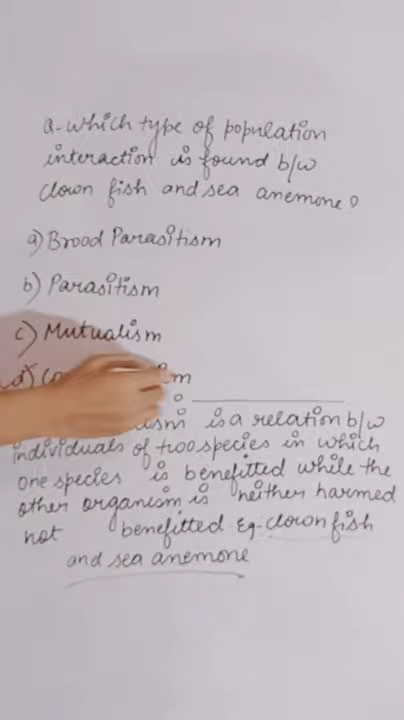 Q-which type of population
interaction is found b/w
clown fish and sea anemone?
a) Brood Parasitism
b) Parasitism
c) Mutualism
d)
is a relation b/w
individuals of two species in which
one species is benefitted while the
other organism is neither harmed
not benefitted Eg-clown fish
and sea anemone